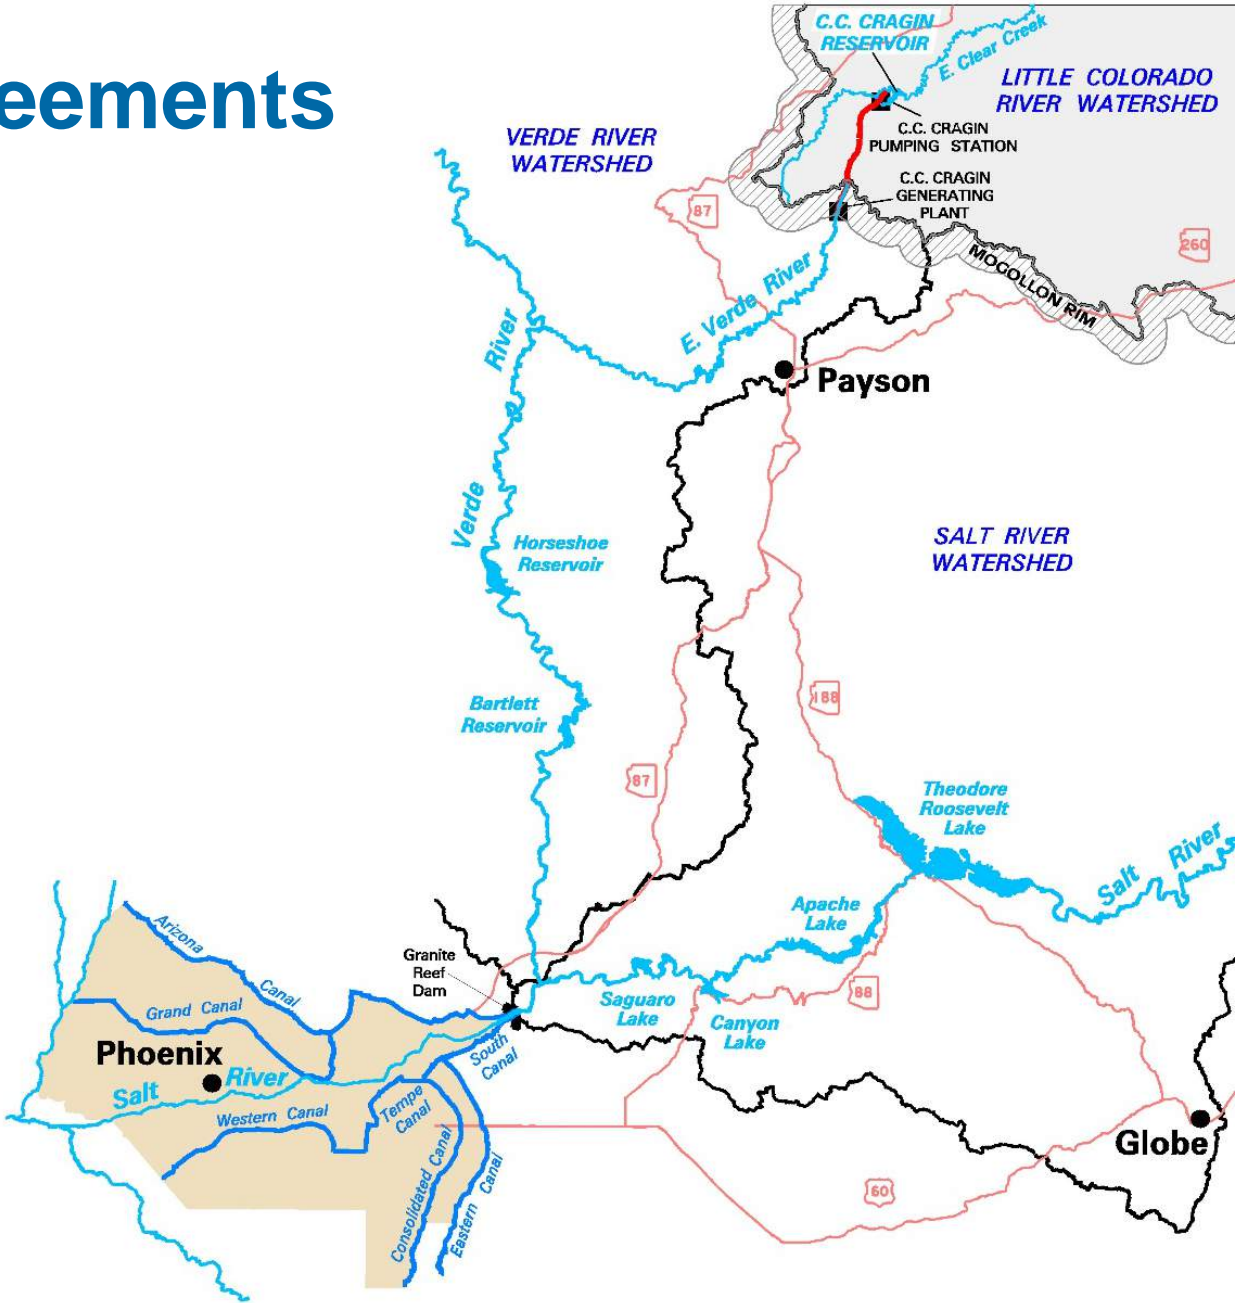 eements
C.C. CRAGIN
RESERVOIR
E. Clear Creek
LITTLE COLORADO
RIVER WATERSHED
VERDE RIVER
WATERSHED
C.C. CRAGIN
PUMPING STATION
C.C. CRAGIN
GENERATING
PLANT
87
260
MOGOLLON RIM
E. Verde River
River
Verde
Payson
SALT RIVER
WATERSHED
Horseshoe
Reservoir
188
Bartlett
Reservoir
87
Theodore
Roosevelt
Lake
Salt River
Apache
Lake
Arizona
Canal
Granite
Reef
Dam
88
Saguaro
Lake
Canyon
Lake
Grand Canal
Phoenix
Salt River
South
Canal
Western Canal
Tempe
Canal
Consolidated Canal
Eastern Canal
Globe
60